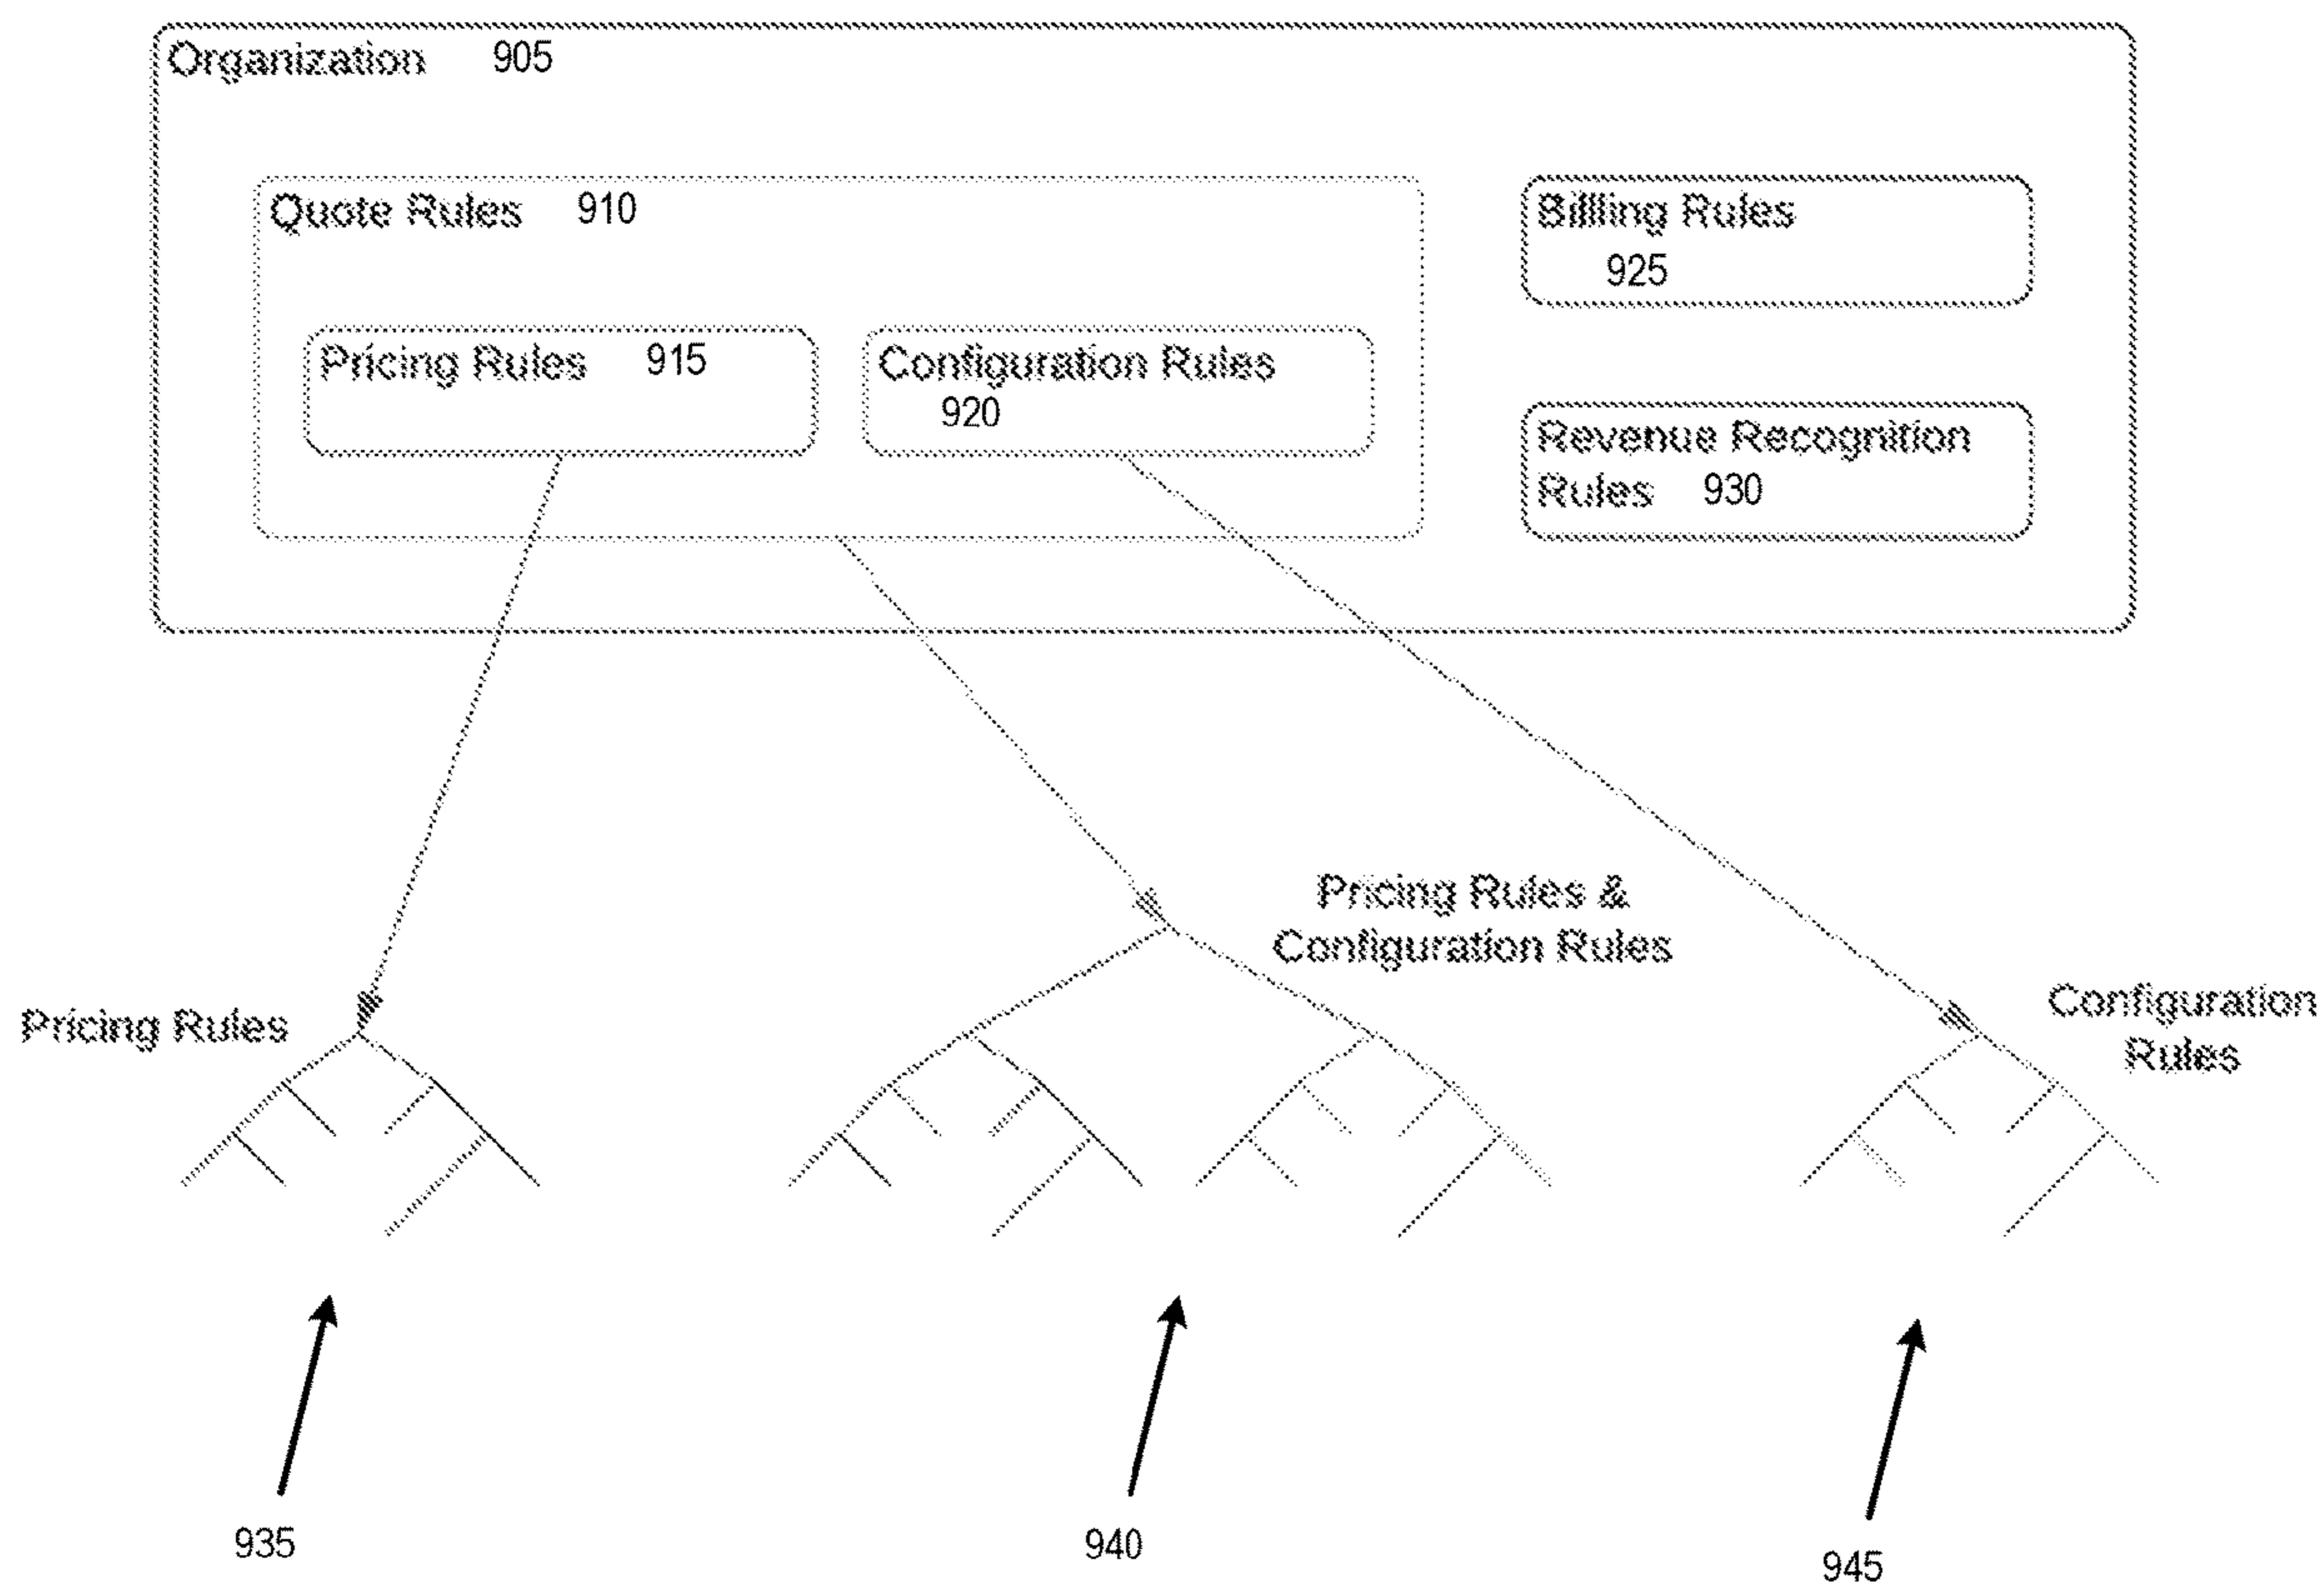 Organization 905
Quote Rules 910
Billling Rules
925
Pricing Rules 915
Configuration Rules
920
Revenue Recognition
Rules 930
Pricing Rules &
Configuration Rules
Pricing Rules
Configuration
Rules
935
940
945